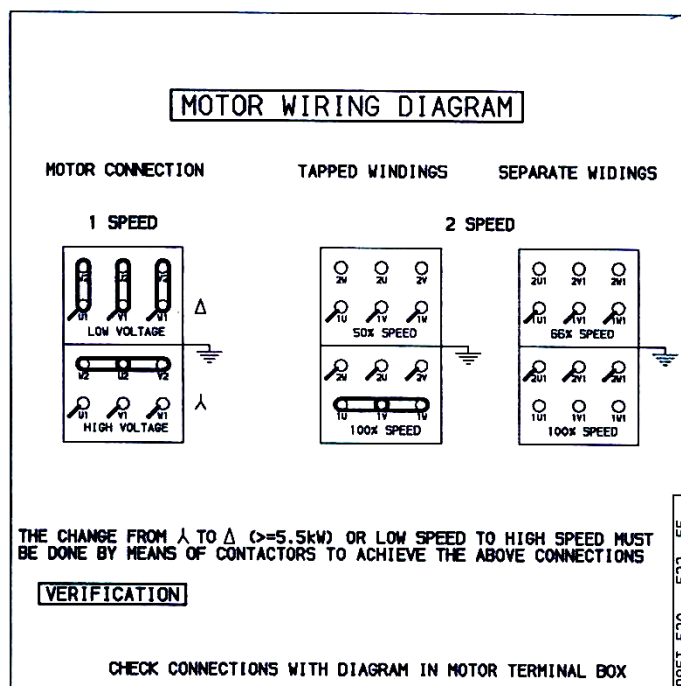 MOTOR WIRING DIAGRAM
MOTOR CONNECTION
TAPPED WINDINGS
SEPARATE WIDINGS
1 SPEED
2 SPEED
U1 V1 W1
LOW VOLTAGE
Δ
W2 U2 V2
U1 V1 W1
HIGH VOLTAGE
2W 2U 2V
1U 1V 1W
50% SPEED
2W 2U 2V
1U 1V 1W
100% SPEED
2U1 2V1 2W1
1U1 1V1 1W1
66% SPEED
2U1 2V1 2W1
1U1 1V1 1W1
100% SPEED
THE CHANGE FROM ⅄ TO Δ (>=5.5kW) OR LOW SPEED TO HIGH SPEED MUST
BE DONE BY MEANS OF CONTACTORS TO ACHIEVE THE ABOVE CONNECTIONS
VERIFICATION
CHECK CONNECTIONS WITH DIAGRAM IN MOTOR TERMINAL BOX